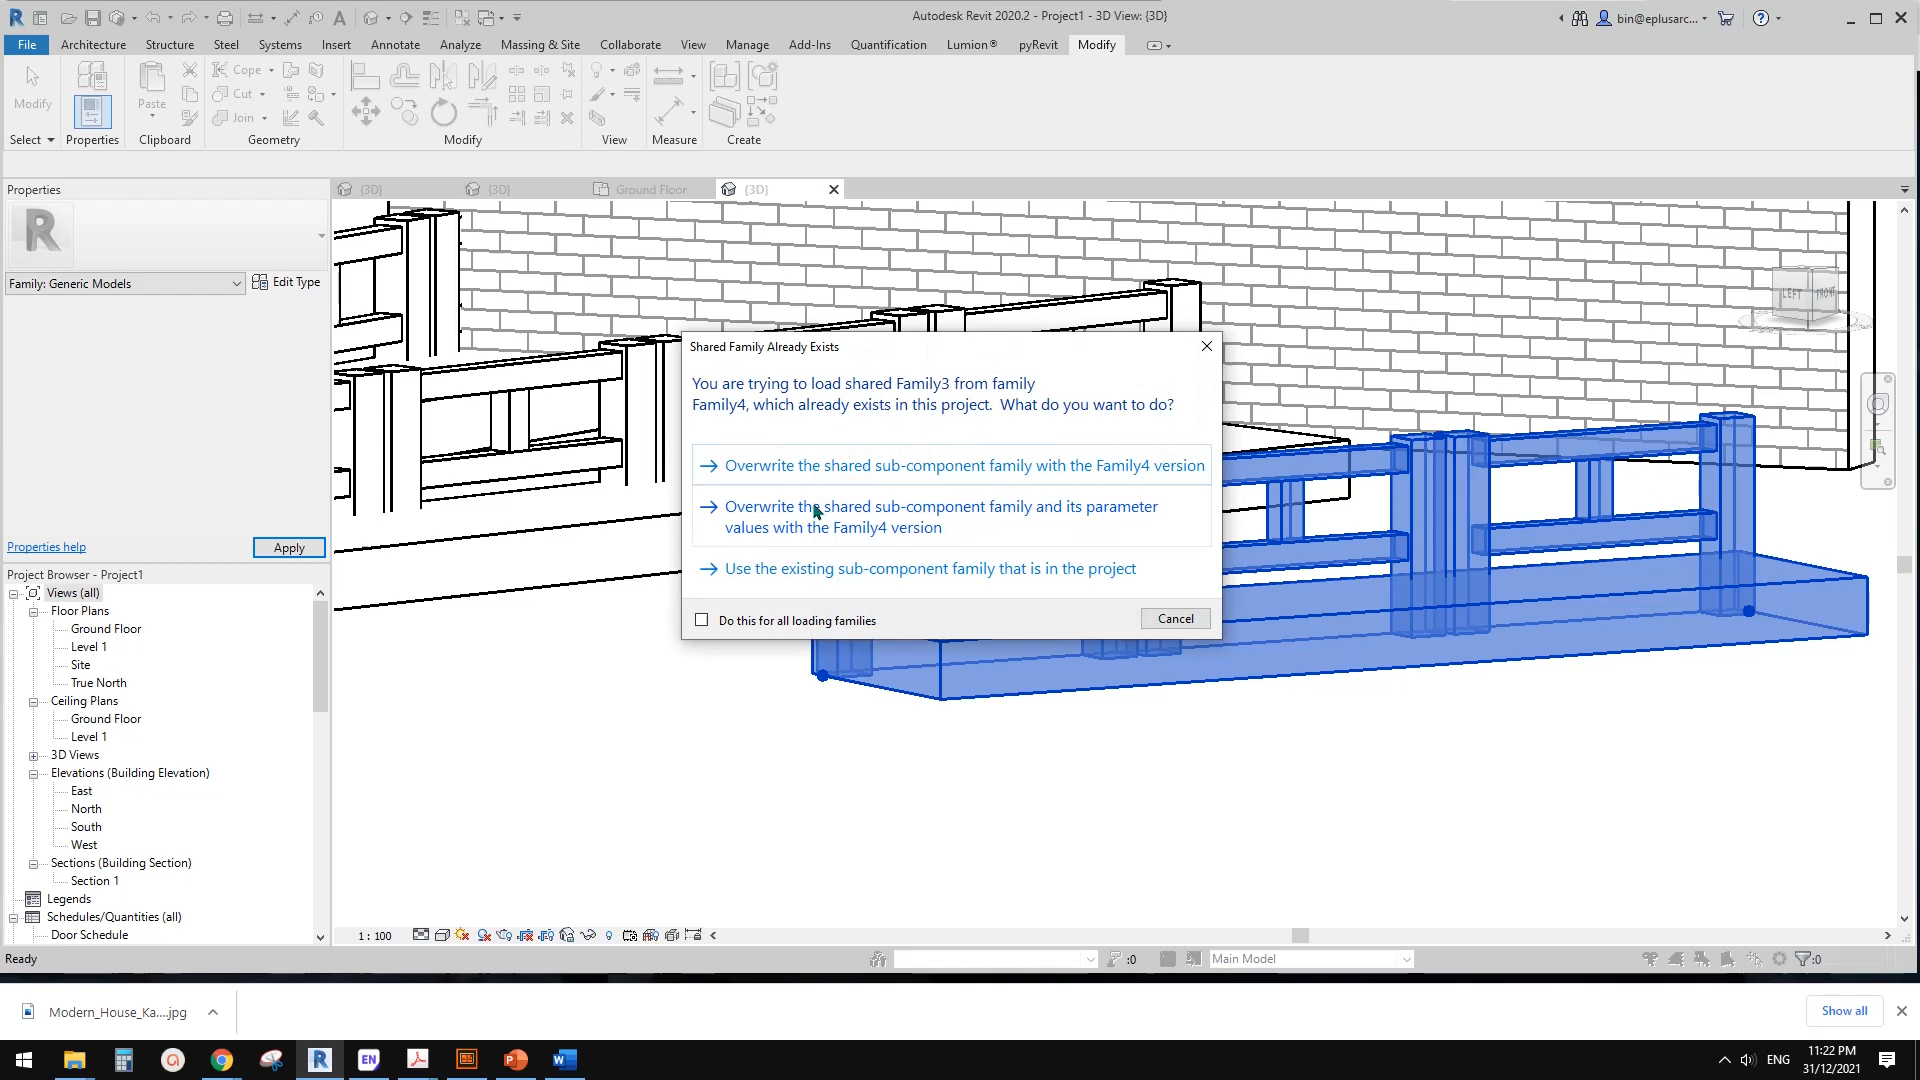 Autodesk Revit 2020.2 - Project1 - 3D View: {3D}
bin@eplusarc...
File Architecture Structure Steel Systems Insert Annotate Analyze Massing & Site Collaborate View Manage Add-Ins Quantification Lumion® pyRevit Modify
Modify
Paste
Cope
Cut
Join
Select Properties Clipboard Geometry Modify View Measure Create
Properties
{3D} {3D} Ground Floor {3D}
Family: Generic Models
Edit Type
LEFT FRONT
Shared Family Already Exists
You are trying to load shared Family3 from family
Family4, which already exists in this project. What do you want to do?
Overwrite the shared sub-component family with the Family4 version
Overwrite the shared sub-component family and its parameter
values with the Family4 version
Use the existing sub-component family that is in the project
Do this for all loading families
Cancel
Properties help
Apply
Project Browser - Project1
Views (all)
Floor Plans
Ground Floor
Level 1
Site
True North
Ceiling Plans
Ground Floor
Level 1
3D Views
Elevations (Building Elevation)
East
North
South
West
Sections (Building Section)
Section 1
Legends
Schedules/Quantities (all)
Door Schedule
1 : 100
Ready
:0
Main Model
:0
Modern_House_Ka....jpg
Show all
EN
ENG
11:22 PM
31/12/2021